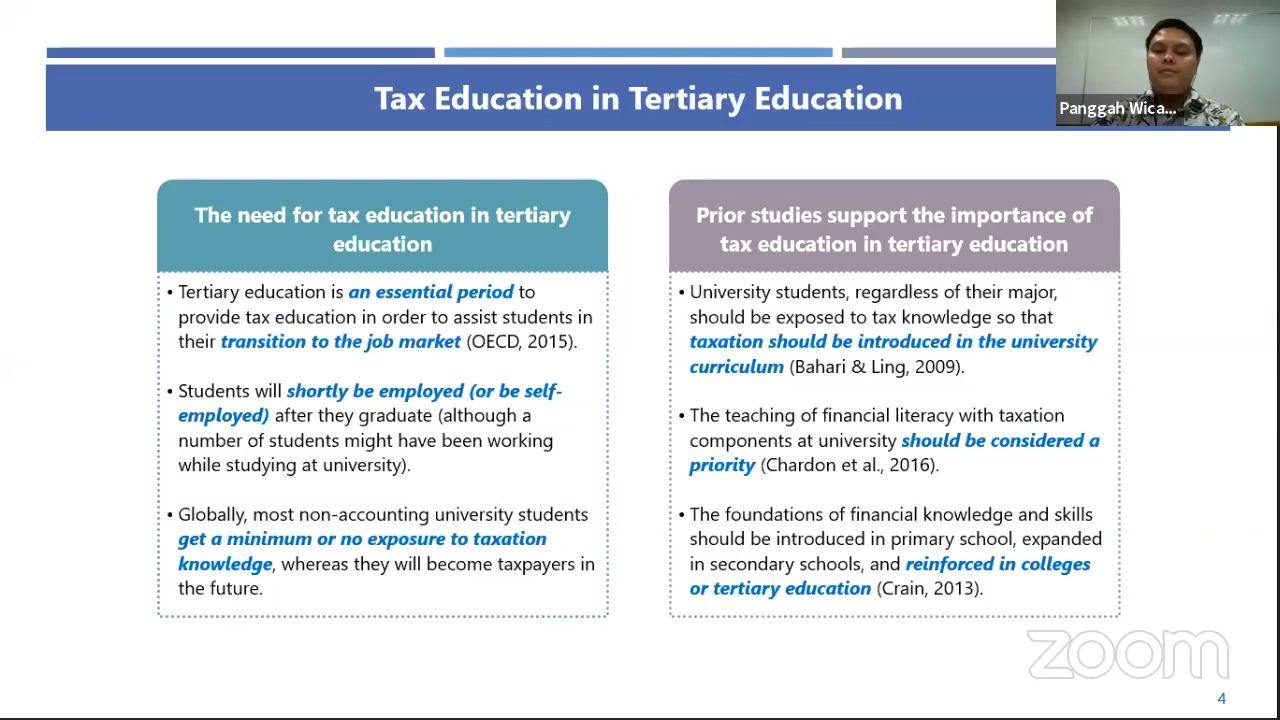 Tax Education in Tertiary Education
Panggah Wica...
The need for tax education in tertiary
education
• Tertiary education is an essential period to
provide tax education in order to assist students in
their transition to the job market (OECD, 2015).
• Students will shortly be employed (or be self-
employed) after they graduate (although a
number of students might have been working
while studying at university).
• Globally, most non-accounting university students
get a minimum or no exposure to taxation
knowledge, whereas they will become taxpayers in
the future.
Prior studies support the importance of
tax education in tertiary education
• University students, regardless of their major,
should be exposed to tax knowledge so that
taxation should be introduced in the university
curriculum (Bahari & Ling, 2009).
• The teaching of financial literacy with taxation
components at university should be considered a
priority (Chardon et al., 2016).
• The foundations of financial knowledge and skills
should be introduced in primary school, expanded
in secondary schools, and reinforced in colleges
or tertiary education (Crain, 2013).
zoom
4